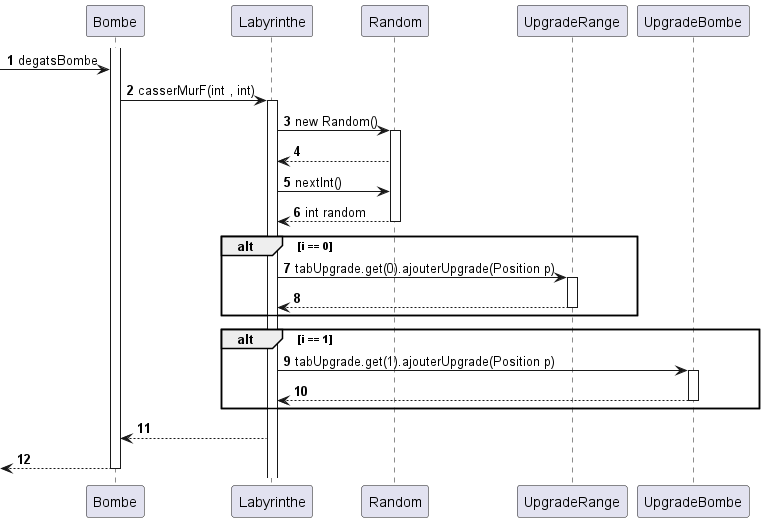 Bombe Labyrinthe Random UpgradeRange UpgradeBombe
1 degatsBombe
2 casserMurF(int , int)
3 new Random()
4
5 nextInt()
6 int random
alt [i == 0]
7 tabUpgrade.get(0).ajouterUpgrade(Position p)
8
alt [i == 1]
9 tabUpgrade.get(1).ajouterUpgrade(Position p)
10
11
12
Bombe Labyrinthe Random UpgradeRange UpgradeBombe